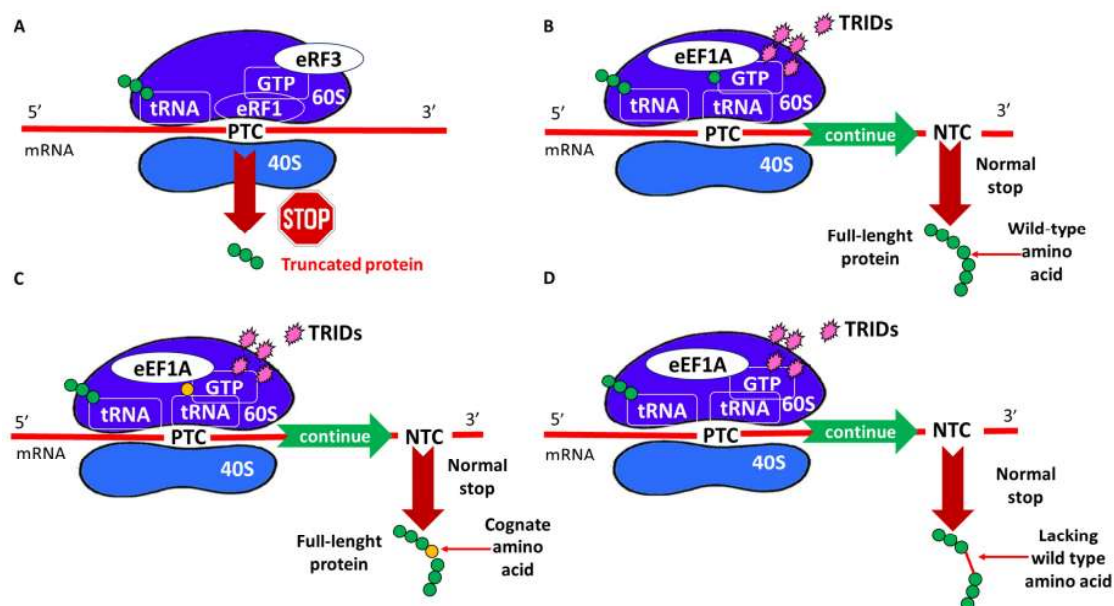 A
eRF3
GTP
60S
tRNA
eRF1
5’
3’
PTC
mRNA
40S
STOP
Truncated protein
B
TRIDs
eEF1A
GTP
tRNA
tRNA
60S
5’
3’
PTC
continue
NTC
mRNA
40S
Normal
stop
Full-lenght
protein
Wild-type
amino
acid
C
TRIDs
eEF1A
GTP
tRNA
tRNA
60S
5’
3’
PTC
continue
NTC
mRNA
40S
Normal
stop
Full-lenght
protein
Cognate
amino
acid
D
TRIDs
eEF1A
GTP
tRNA
tRNA
60S
5’
3’
PTC
continue
NTC
mRNA
40S
Normal
stop
Lacking
wild type
amino acid